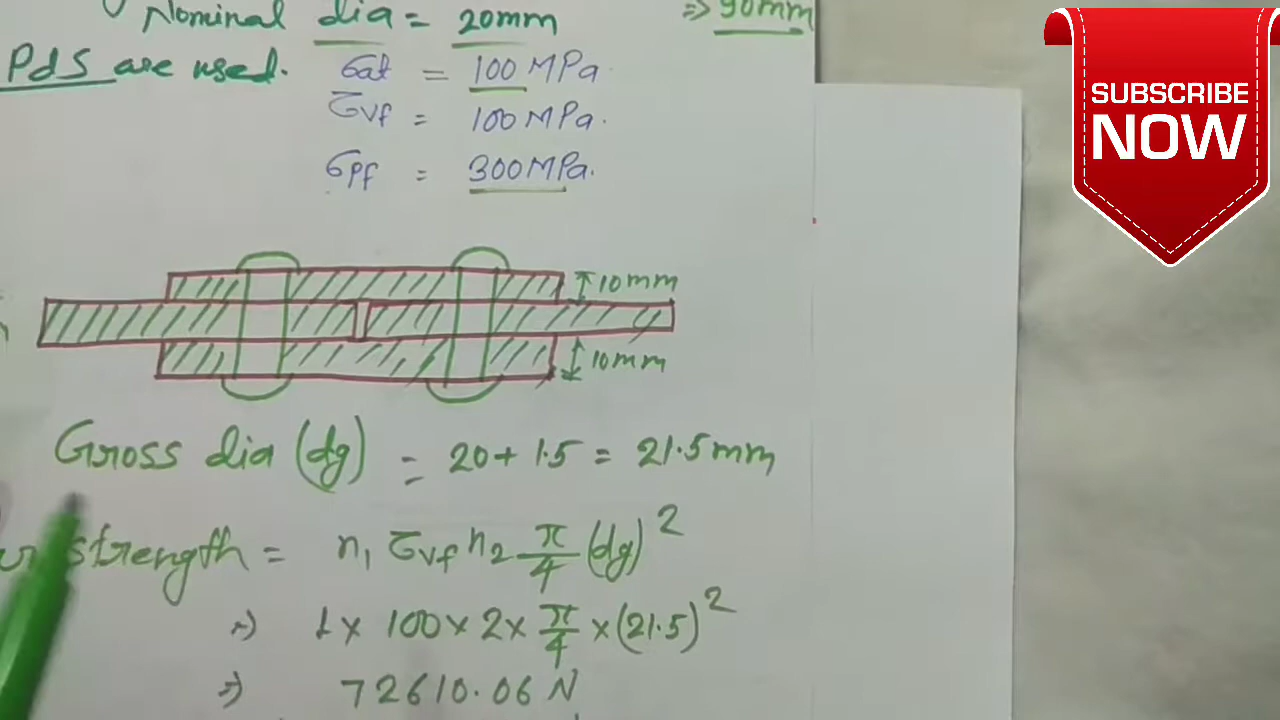 Nominal dia = 20mm
⇒ 90mm
PdS are used.
σat = 100 MPa.
τvf = 100 MPa.
σpf = 300 MPa.
10mm
10mm
Gross dia (dg) = 20 + 1.5 = 21.5mm
strength = n1 τvf n2 π/4 (dg)²
⇒ 1 × 100 × 2 × π/4 × (21.5)²
⇒ 72610.06 N
SUBSCRIBE
NOW